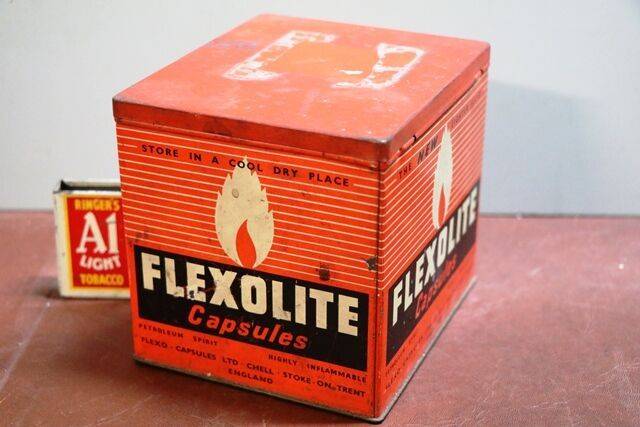 STORE IN A COOL DRY PLACE
FLEXOLITE
Capsules
PETROLEUM SPIRIT HIGHLY INFLAMMABLE
FLEXO-CAPSULES LTD · CHELL · STOKE-ON-TRENT
ENGLAND
THE NEW
FLEXOLITE
Capsules
RINGER'S
A1
LIGHT
TOBACCO